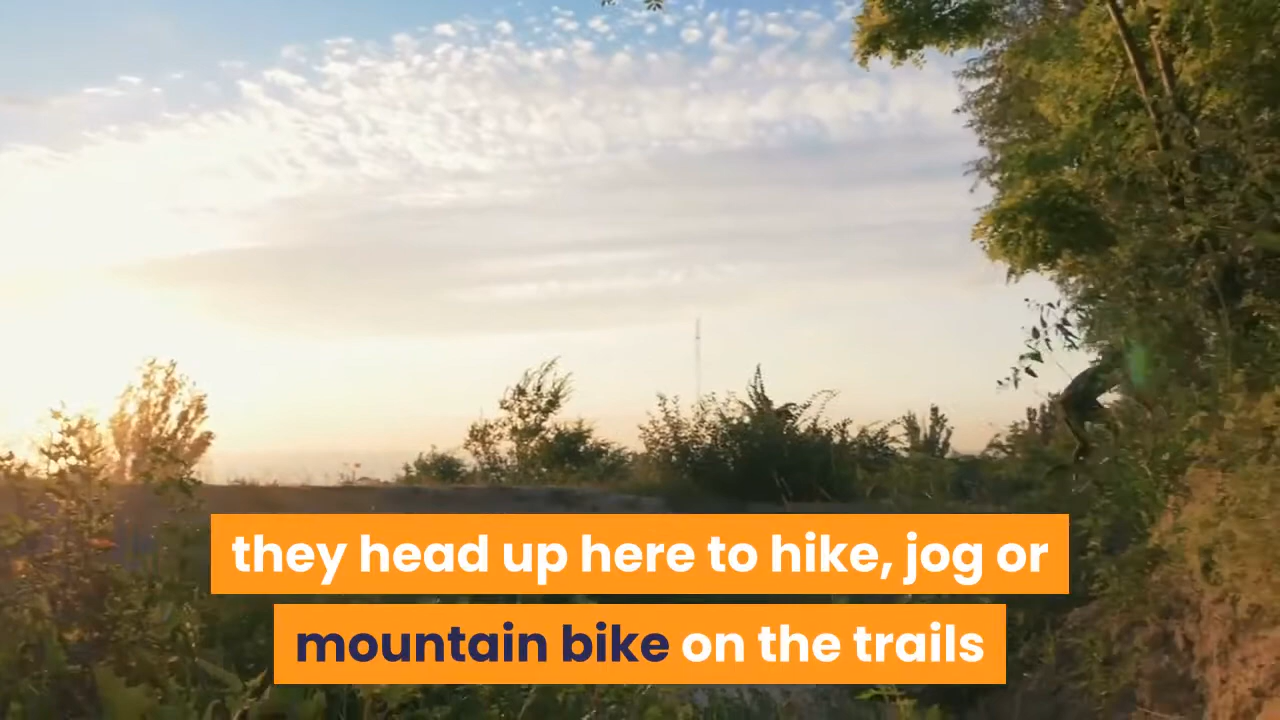 they head up here to hike, jog or
mountain bike on the trails